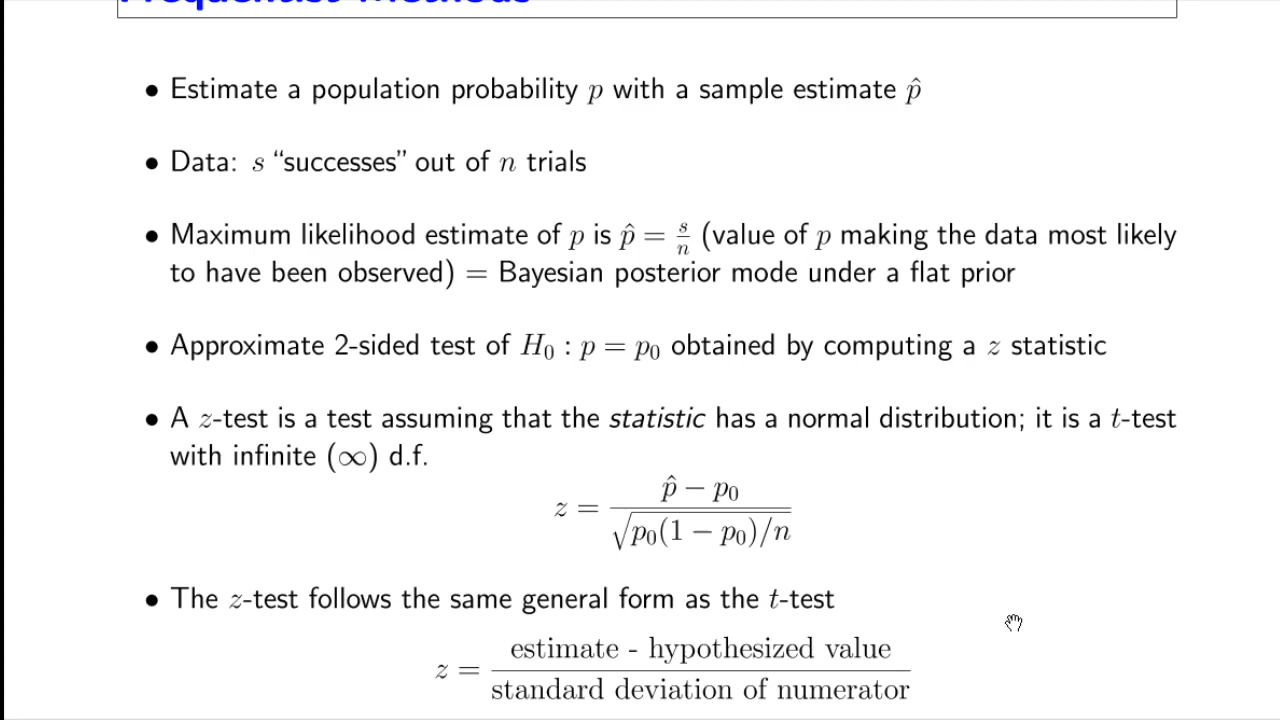 Frequentist Methods
• Estimate a population probability p with a sample estimate p̂
• Data: s “successes” out of n trials
• Maximum likelihood estimate of p is p̂ = s/n (value of p making the data most likely
to have been observed) = Bayesian posterior mode under a flat prior
• Approximate 2-sided test of H₀ : p = p₀ obtained by computing a z statistic
• A z-test is a test assuming that the statistic has a normal distribution; it is a t-test
with infinite (∞) d.f.
z = (p̂ − p₀) / √(p₀(1 − p₀)/n)
• The z-test follows the same general form as the t-test
z = (estimate - hypothesized value) / (standard deviation of numerator)